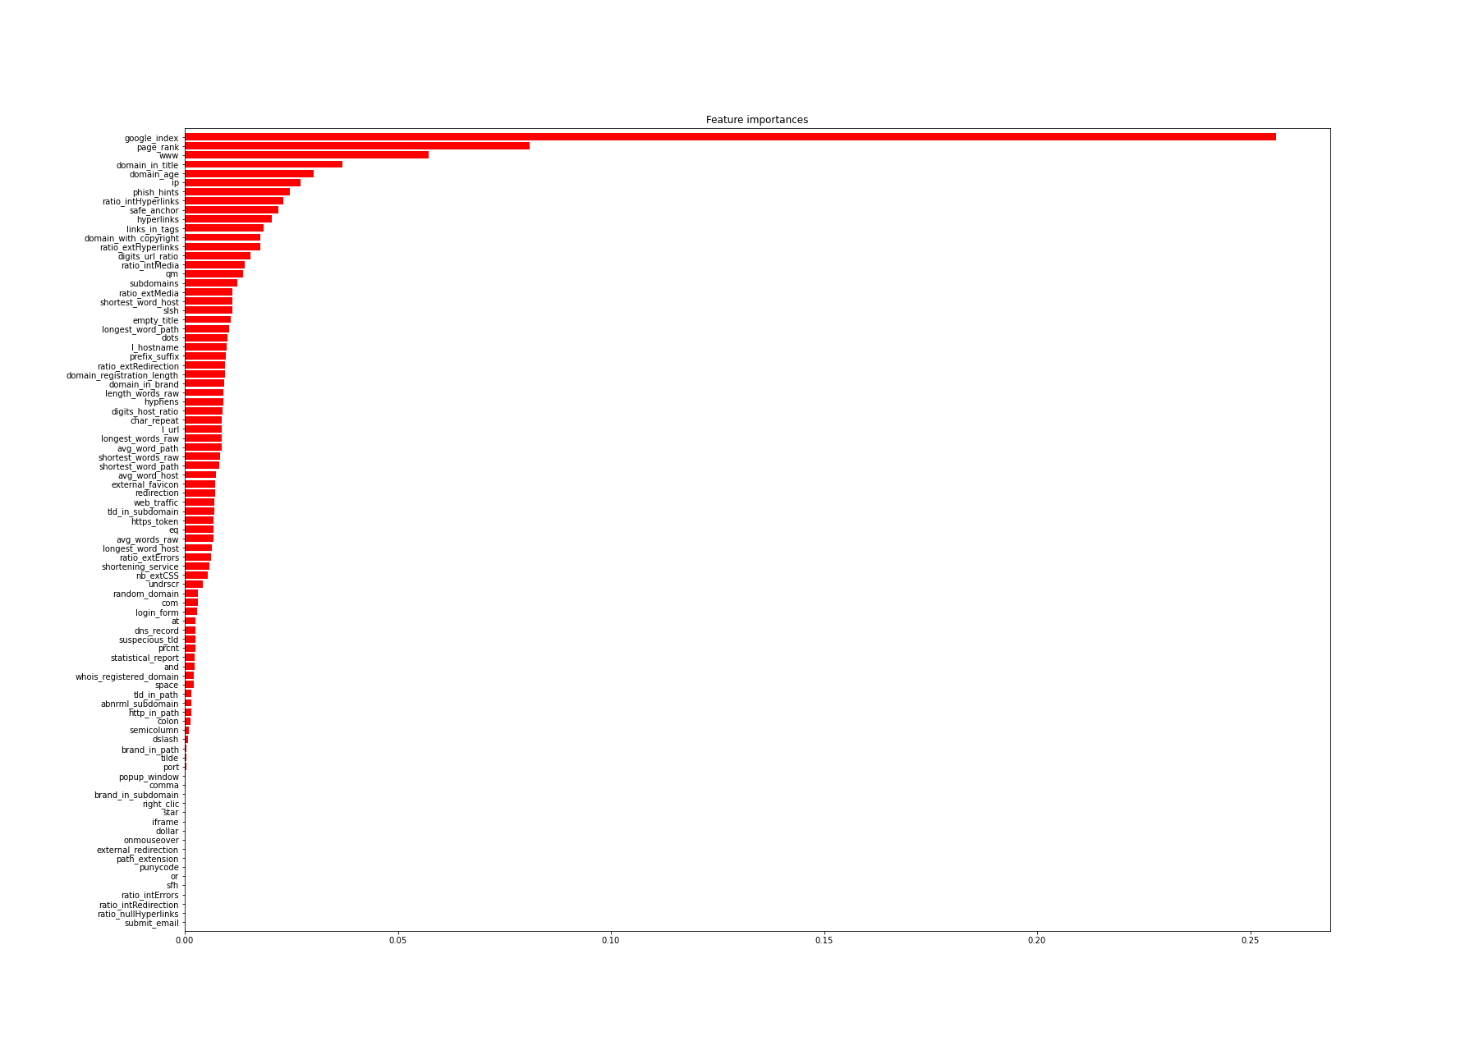 Feature importances
google_index
page_rank
www
domain_in_title
domain_age
ip
phish_hints
ratio_intHyperlinks
safe_anchor
hyperlinks
links_in_tags
domain_with_copyright
ratio_extHyperlinks
digits_url_ratio
ratio_intMedia
qm
subdomains
ratio_extMedia
shortest_word_host
slsh
empty_title
longest_word_path
dots
l_hostname
prefix_suffix
ratio_extRedirection
domain_registration_length
domain_in_brand
length_words_raw
hyphens
digits_host_ratio
char_repeat
l_url
longest_words_raw
avg_word_path
shortest_words_raw
shortest_word_path
avg_word_host
external_favicon
redirection
web_traffic
tld_in_subdomain
https_token
eq
avg_words_raw
longest_word_host
ratio_extErrors
shortening_service
nb_extCSS
undrscr
random_domain
com
login_form
at
dns_record
suspecious_tld
prcnt
statistical_report
and
whois_registered_domain
space
tld_in_path
abnrml_subdomain
http_in_path
colon
semicolumn
dslash
brand_in_path
tilde
port
popup_window
comma
brand_in_subdomain
right_clic
star
iframe
dollar
onmouseover
external_redirection
path_extension
punycode
or
sfh
ratio_intErrors
ratio_intRedirection
ratio_nullHyperlinks
submit_email
0.00 0.05 0.10 0.15 0.20 0.25